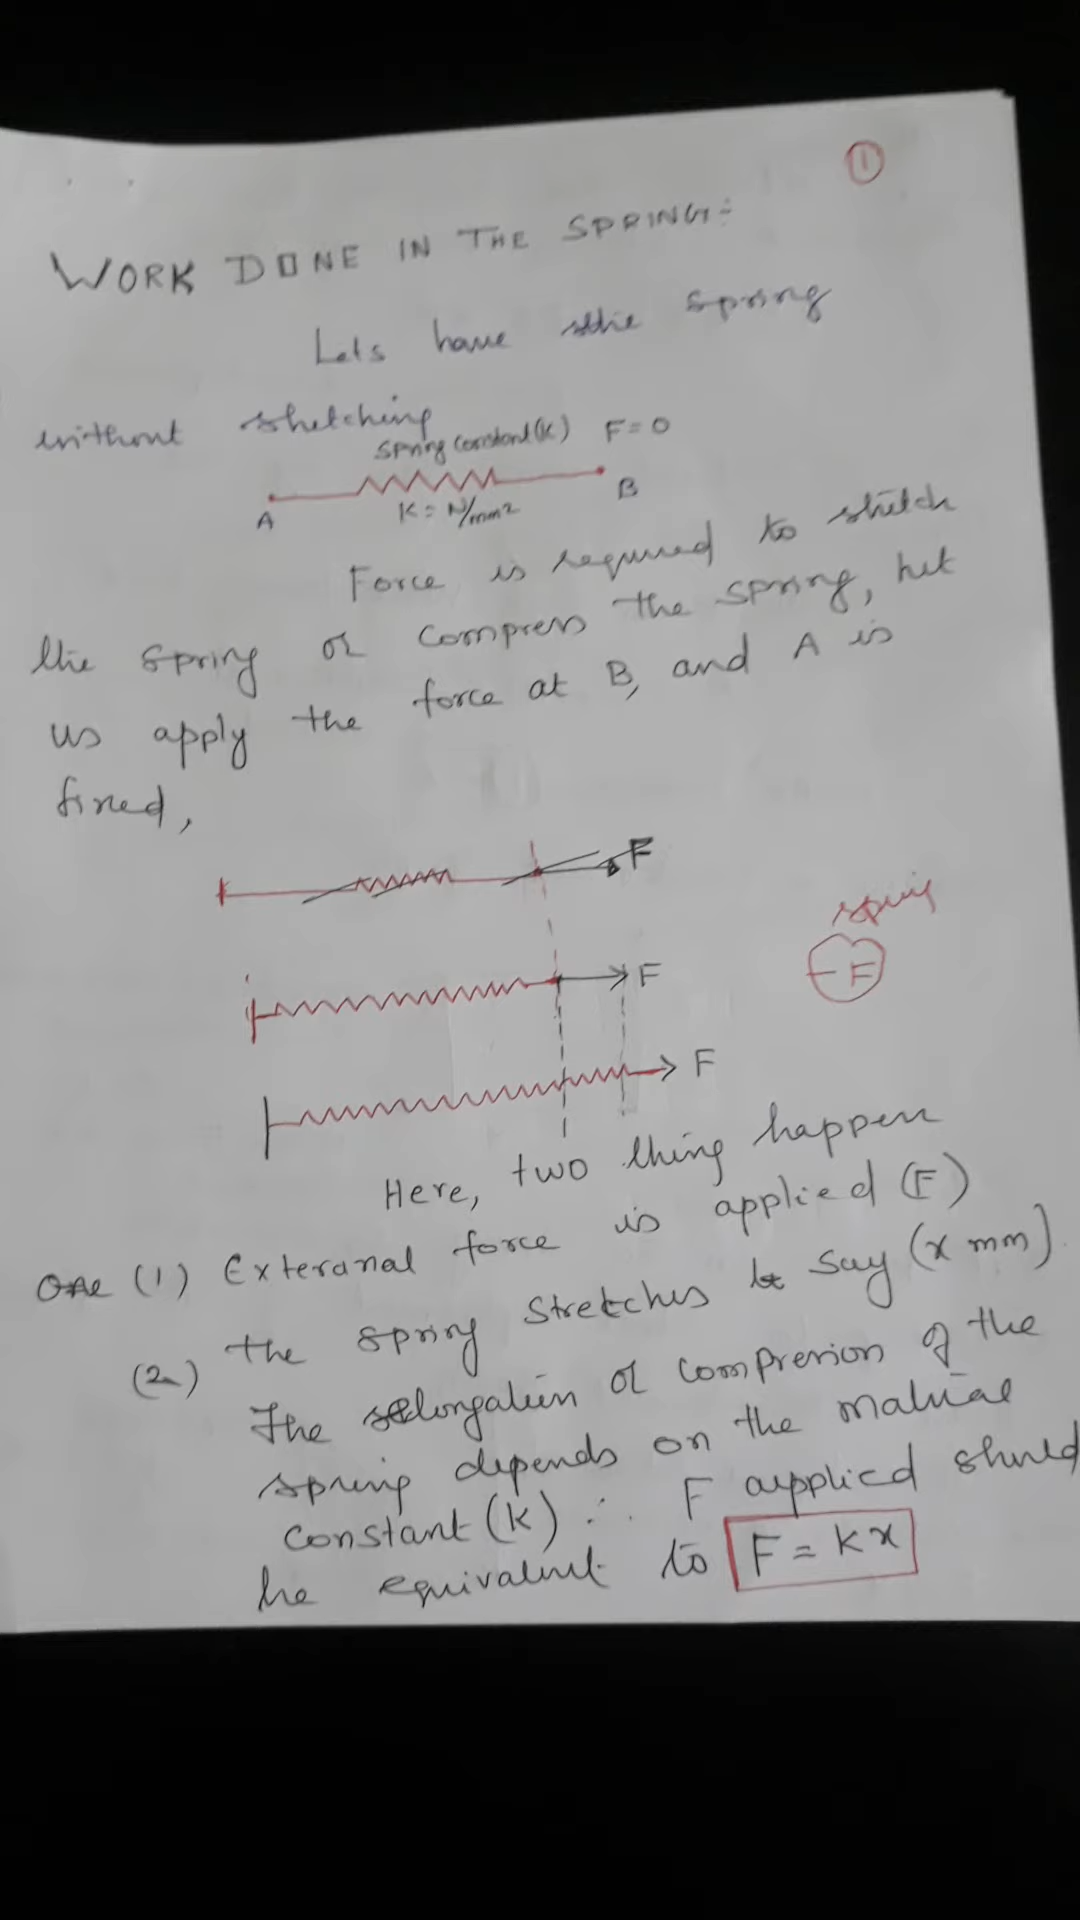 1
WORK DONE IN THE SPRING:-
Lets have the spring
without stretching
spring constant (K) F=0
A B
K = N/mm2
Force is required to stretch
the spring or compress the spring, let
us apply the force at B, and A is
fixed,
F
spring
-F
F
F
Here, two thing happen
One (1) Exteranal force is applied (F)
(2) the spring stretches say (x mm)
The elongation or compression of the
spring depends on the material
constant (K) ∴ F applied should
be equivalent to F = Kx